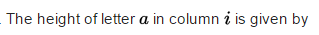 The height of letter a in column i is given by